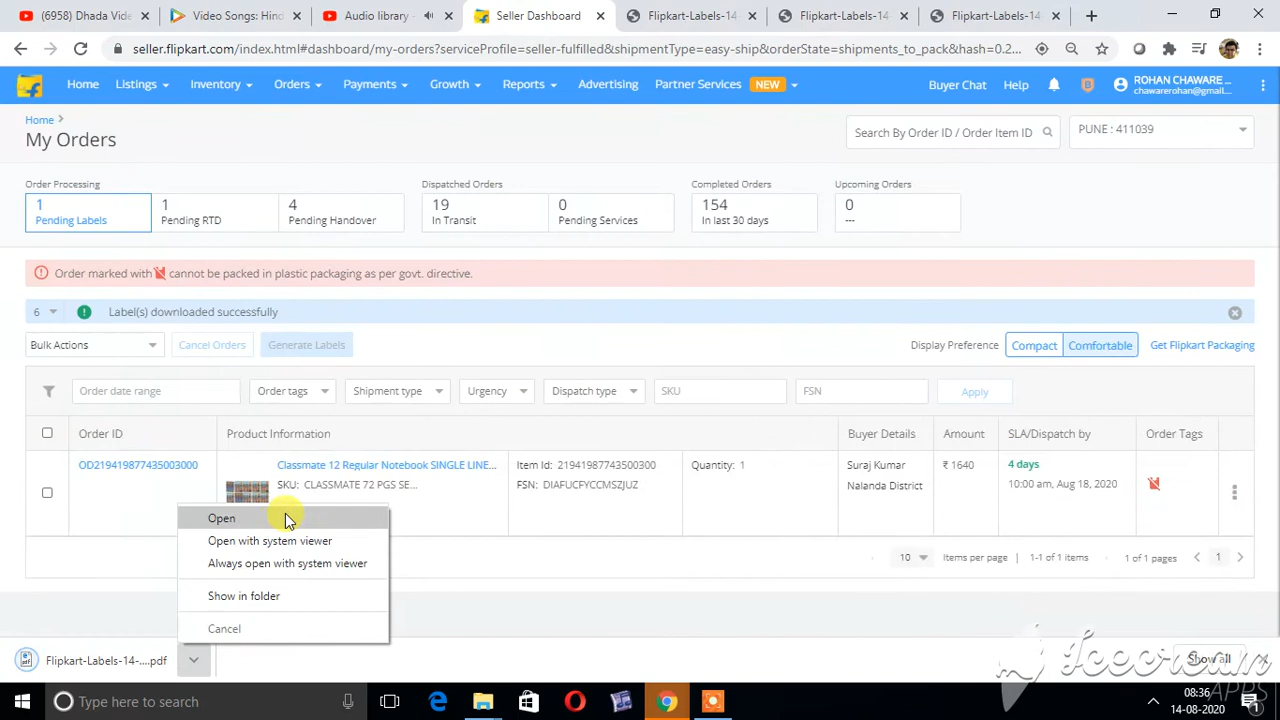 (6958) Dhada Vide
Video Songs: Hind
Audio library -
Seller Dashboard
Flipkart-Labels-14-
Flipkart-Labels-14-
Flipkart-Labels-14-
seller.flipkart.com/index.html#dashboard/my-orders?serviceProfile=seller-fulfilled&shipmentType=easy-ship&orderState=shipments_to_pack&hash=0.2...
Home Listings Inventory Orders Payments Growth Reports Advertising Partner Services NEW Buyer Chat Help ROHAN CHAWARE ...
chawarerohan@gmail....
Home
My Orders
Search By Order ID / Order Item ID
PUNE : 411039
Order Processing Dispatched Orders Completed Orders Upcoming Orders
1 1 4 19 0 154 0
Pending Labels Pending RTD Pending Handover In Transit Pending Services In last 30 days ---
Order marked with cannot be packed in plastic packaging as per govt. directive.
6 Label(s) downloaded successfully
Bulk Actions Cancel Orders Generate Labels Display Preference Compact Comfortable Get Flipkart Packaging
Order date range Order tags Shipment type Urgency Dispatch type SKU FSN Apply
Order ID Product Information Buyer Details Amount SLA/Dispatch by Order Tags
OD219419877435003000 Classmate 12 Regular Notebook SINGLE LINE... Item Id: 21941987743500300 Quantity: 1 Suraj Kumar ₹ 1640 4 days
SKU: CLASSMATE 72 PGS SE... FSN: DIAFUCFYCCMSZJUZ Nalanda District 10:00 am, Aug 18, 2020
Open
Open with system viewer
Always open with system viewer
Show in folder
Cancel
10 Items per page 1-1 of 1 items 1 of 1 pages 1
Flipkart-Labels-14-....pdf
Show all
Icecream
APPS
Type here to search
08:36
14-08-2020